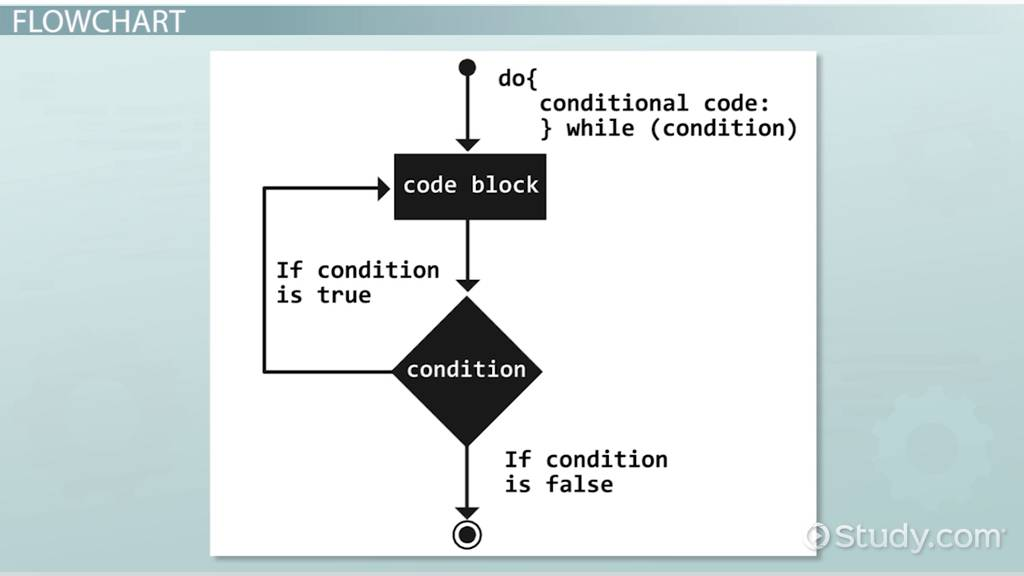 FLOWCHART
do{
conditional code:
} while (condition)
code block
If condition
is true
condition
If condition
is false
Study.com